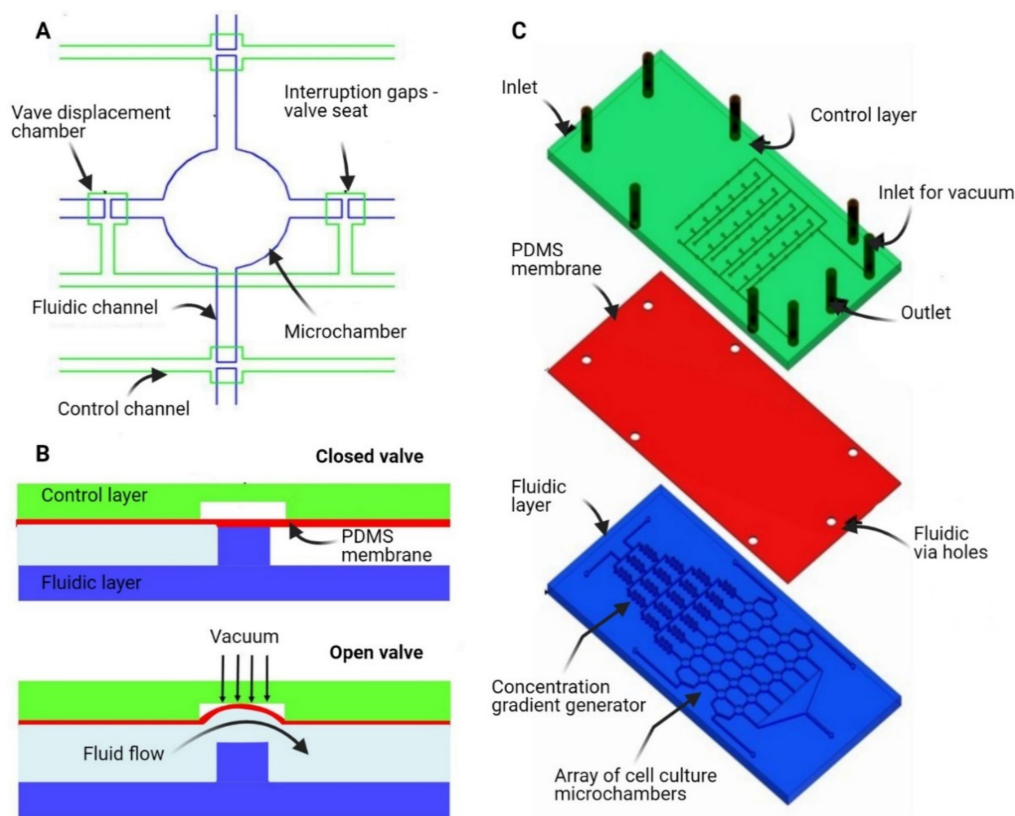 A
Vave displacement
chamber
Interruption gaps -
valve seat
Fluidic channel
Microchamber
Control channel
B
Closed valve
Control layer
PDMS
membrane
Fluidic layer
Vacuum
Open valve
Fluid flow
C
Inlet
Control layer
Inlet for vacuum
PDMS
membrane
Outlet
Fluidic
layer
Fluidic
via holes
Concentration
gradient generator
Array of cell culture
microchambers